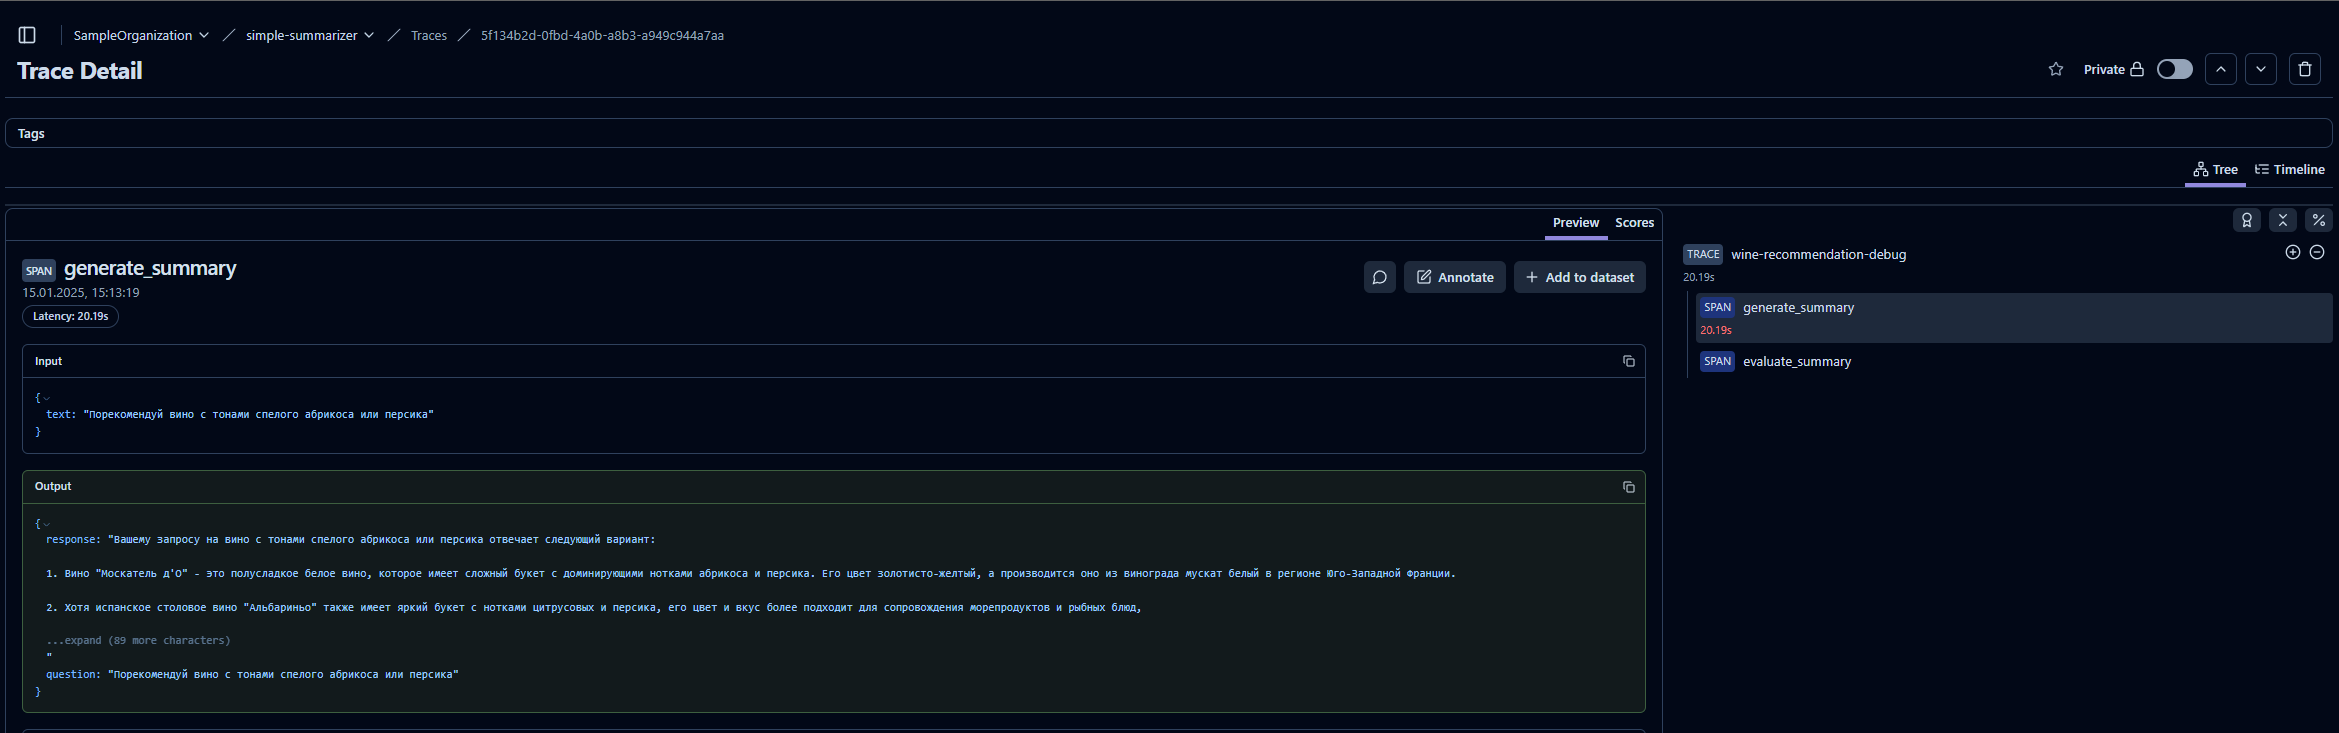 SampleOrganization / simple-summarizer / Traces / 5f134b2d-0fbd-4a0b-a8b3-a949c944a7aa
Trace Detail
Private
Tags
Tree Timeline
Preview Scores
SPAN generate_summary
15.01.2025, 15:13:19
Latency: 20.19s
Annotate
+ Add to dataset
Input
{
text: "Порекомендуй вино с тонами спелого абрикоса или персика"
}
Output
{
response: "Вашему запросу на вино с тонами спелого абрикоса или персика отвечает следующий вариант:
1. Вино "Москатель д'О" - это полусладкое белое вино, которое имеет сложный букет с доминирующими нотками абрикоса и персика. Его цвет золотисто-желтый, а производится оно из винограда мускат белый в регионе Юго-Западной Франции.
2. Хотя испанское столовое вино "Альбариньо" также имеет яркий букет с нотками цитрусовых и персика, его цвет и вкус более подходит для сопровождения морепродуктов и рыбных блюд,
...expand (89 more characters)
"
question: "Порекомендуй вино с тонами спелого абрикоса или персика"
}
TRACE wine-recommendation-debug
20.19s
SPAN generate_summary
20.19s
SPAN evaluate_summary